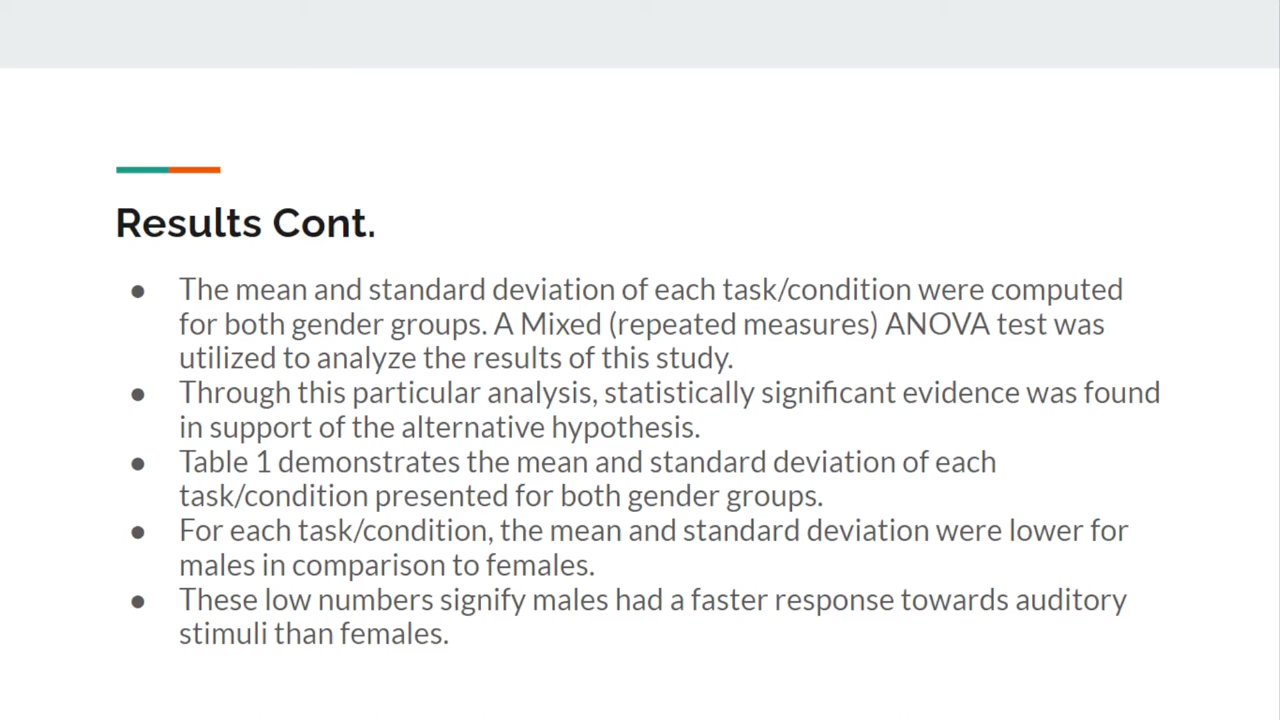 Results Cont.
● The mean and standard deviation of each task/condition were computed
for both gender groups. A Mixed (repeated measures) ANOVA test was
utilized to analyze the results of this study.
● Through this particular analysis, statistically significant evidence was found
in support of the alternative hypothesis.
● Table 1 demonstrates the mean and standard deviation of each
task/condition presented for both gender groups.
● For each task/condition, the mean and standard deviation were lower for
males in comparison to females.
● These low numbers signify males had a faster response towards auditory
stimuli than females.